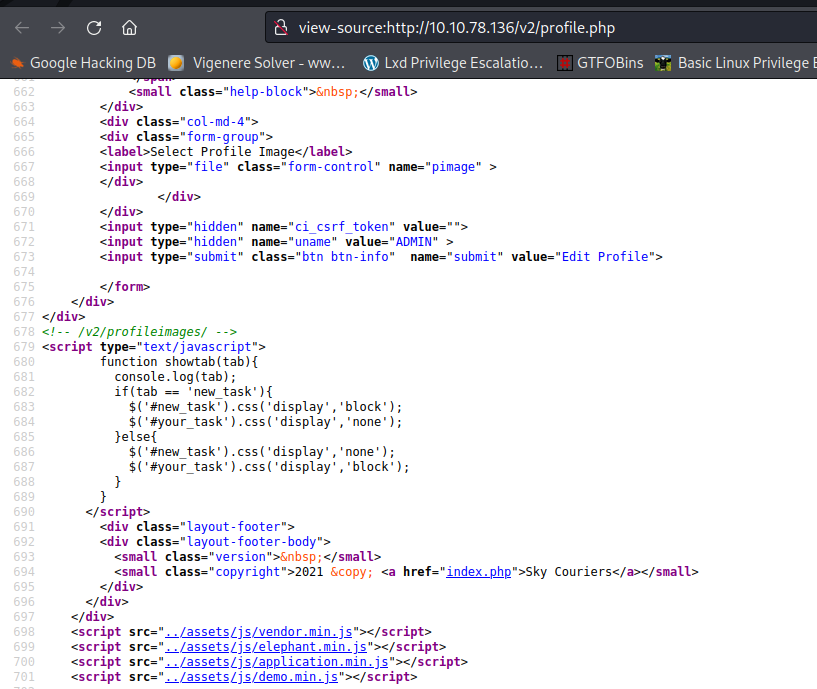 view-source:http://10.10.78.136/v2/profile.php
Google Hacking DB Vigenere Solver - ww... Lxd Privilege Escalatio... GTFOBins Basic Linux Privilege E
661 </span>
662 <small class="help-block">&nbsp;</small>
663 </div>
664 <div class="col-md-4">
665 <div class="form-group">
666 <label>Select Profile Image</label>
667 <input type="file" class="form-control" name="pimage" >
668 </div>
669 </div>
670 </div>
671 <input type="hidden" name="ci_csrf_token" value="">
672 <input type="hidden" name="uname" value="ADMIN" >
673 <input type="submit" class="btn btn-info"  name="submit" value="Edit Profile">
674
675 </form>
676 </div>
677 </div>
678 <!-- /v2/profileimages/ -->
679 <script type="text/javascript">
680 function showtab(tab){
681 console.log(tab);
682 if(tab == 'new_task'){
683 $('#new_task').css('display','block');
684 $('#your_task').css('display','none');
685 }else{
686 $('#new_task').css('display','none');
687 $('#your_task').css('display','block');
688 }
689 }
690 </script>
691 <div class="layout-footer">
692 <div class="layout-footer-body">
693 <small class="version">&nbsp;</small>
694 <small class="copyright">2021 &copy; <a href="index.php">Sky Couriers</a></small>
695 </div>
696 </div>
697 </div>
698 <script src="../assets/js/vendor.min.js"></script>
699 <script src="../assets/js/elephant.min.js"></script>
700 <script src="../assets/js/application.min.js"></script>
701 <script src="../assets/js/demo.min.js"></script>